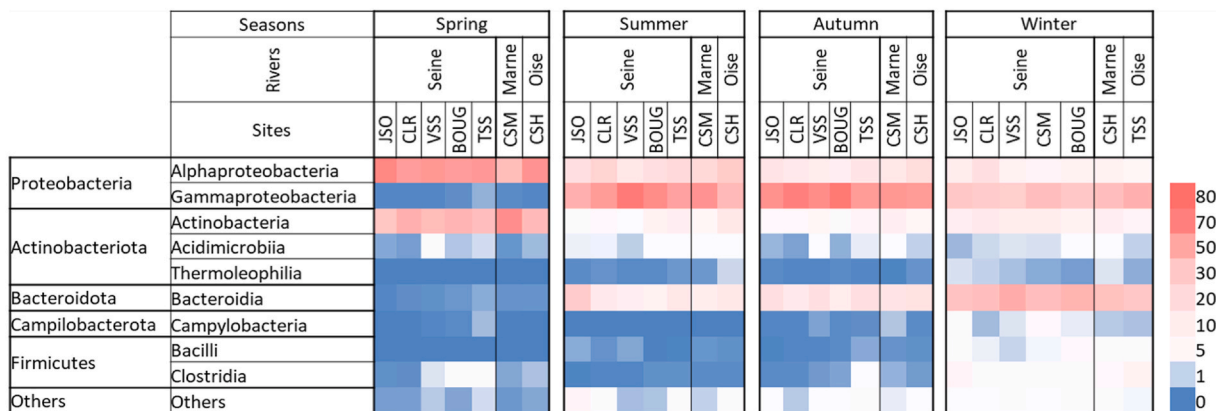 Seasons Spring Summer Autumn Winter
Rivers Seine Marne Oise Seine Marne Oise Seine Marne Oise Seine Marne Oise
Sites JSO CLR VSS BOUG TSS CSM CSH JSO CLR VSS BOUG TSS CSM CSH JSO CLR VSS BOUG TSS CSM CSH JSO CLR VSS CSM BOUG CSH TSS
Proteobacteria Alphaproteobacteria
Gammaproteobacteria
Actinobacteriota Actinobacteria
Acidimicrobiia
Thermoleophilia
Bacteroidota Bacteroidia
Campilobacterota Campylobacteria
Firmicutes Bacilli
Clostridia
Others Others
80
70
50
30
20
10
5
1
0